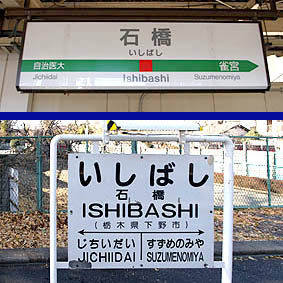 石橋
いしばし
自治医大 雀宮
Jichiidai Ishibashi Suzumenomiya
いしばし
石橋
ISHIBASHI
(栃木県下野市)
じちいだい すずめのみや
JICHIIDAI SUZUMENOMIYA